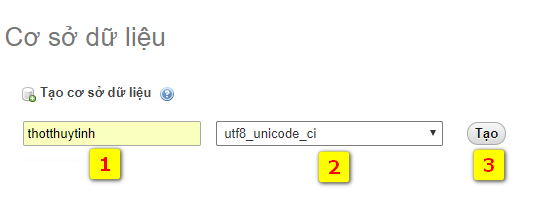 Cơ sở dữ liệu
Tạo cơ sở dữ liệu
thotthuytinh utf8_unicode_ci Tạo
1 2 3